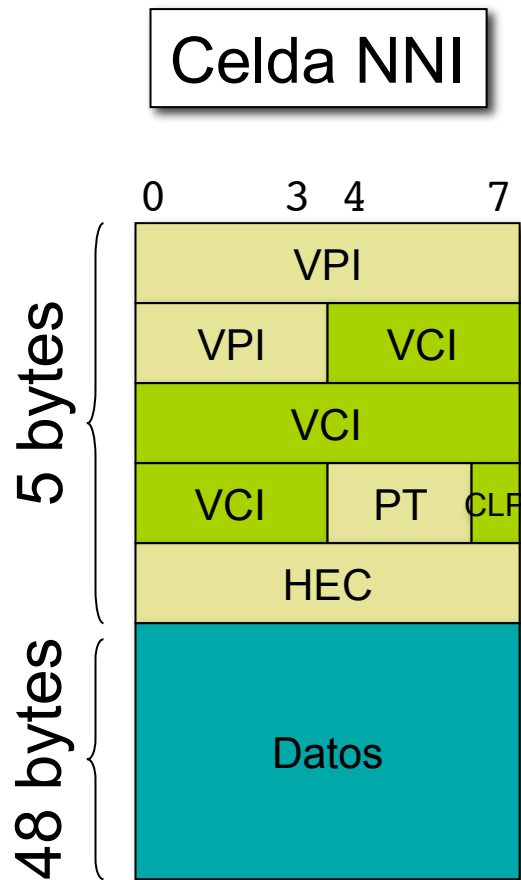 Celda NNI
0 3 4 7
VPI
VPI VCI
VCI
VCI PT CLP
HEC
5 bytes
Datos
48 bytes